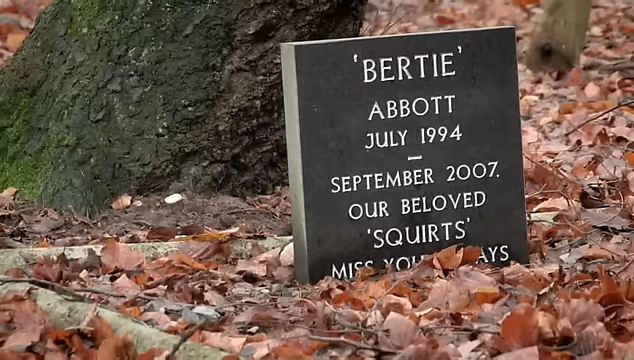 'BERTIE'
ABBOTT
JULY 1994
–
SEPTEMBER 2007.
OUR BELOVED
'SQUIRTS'
MISS YOU